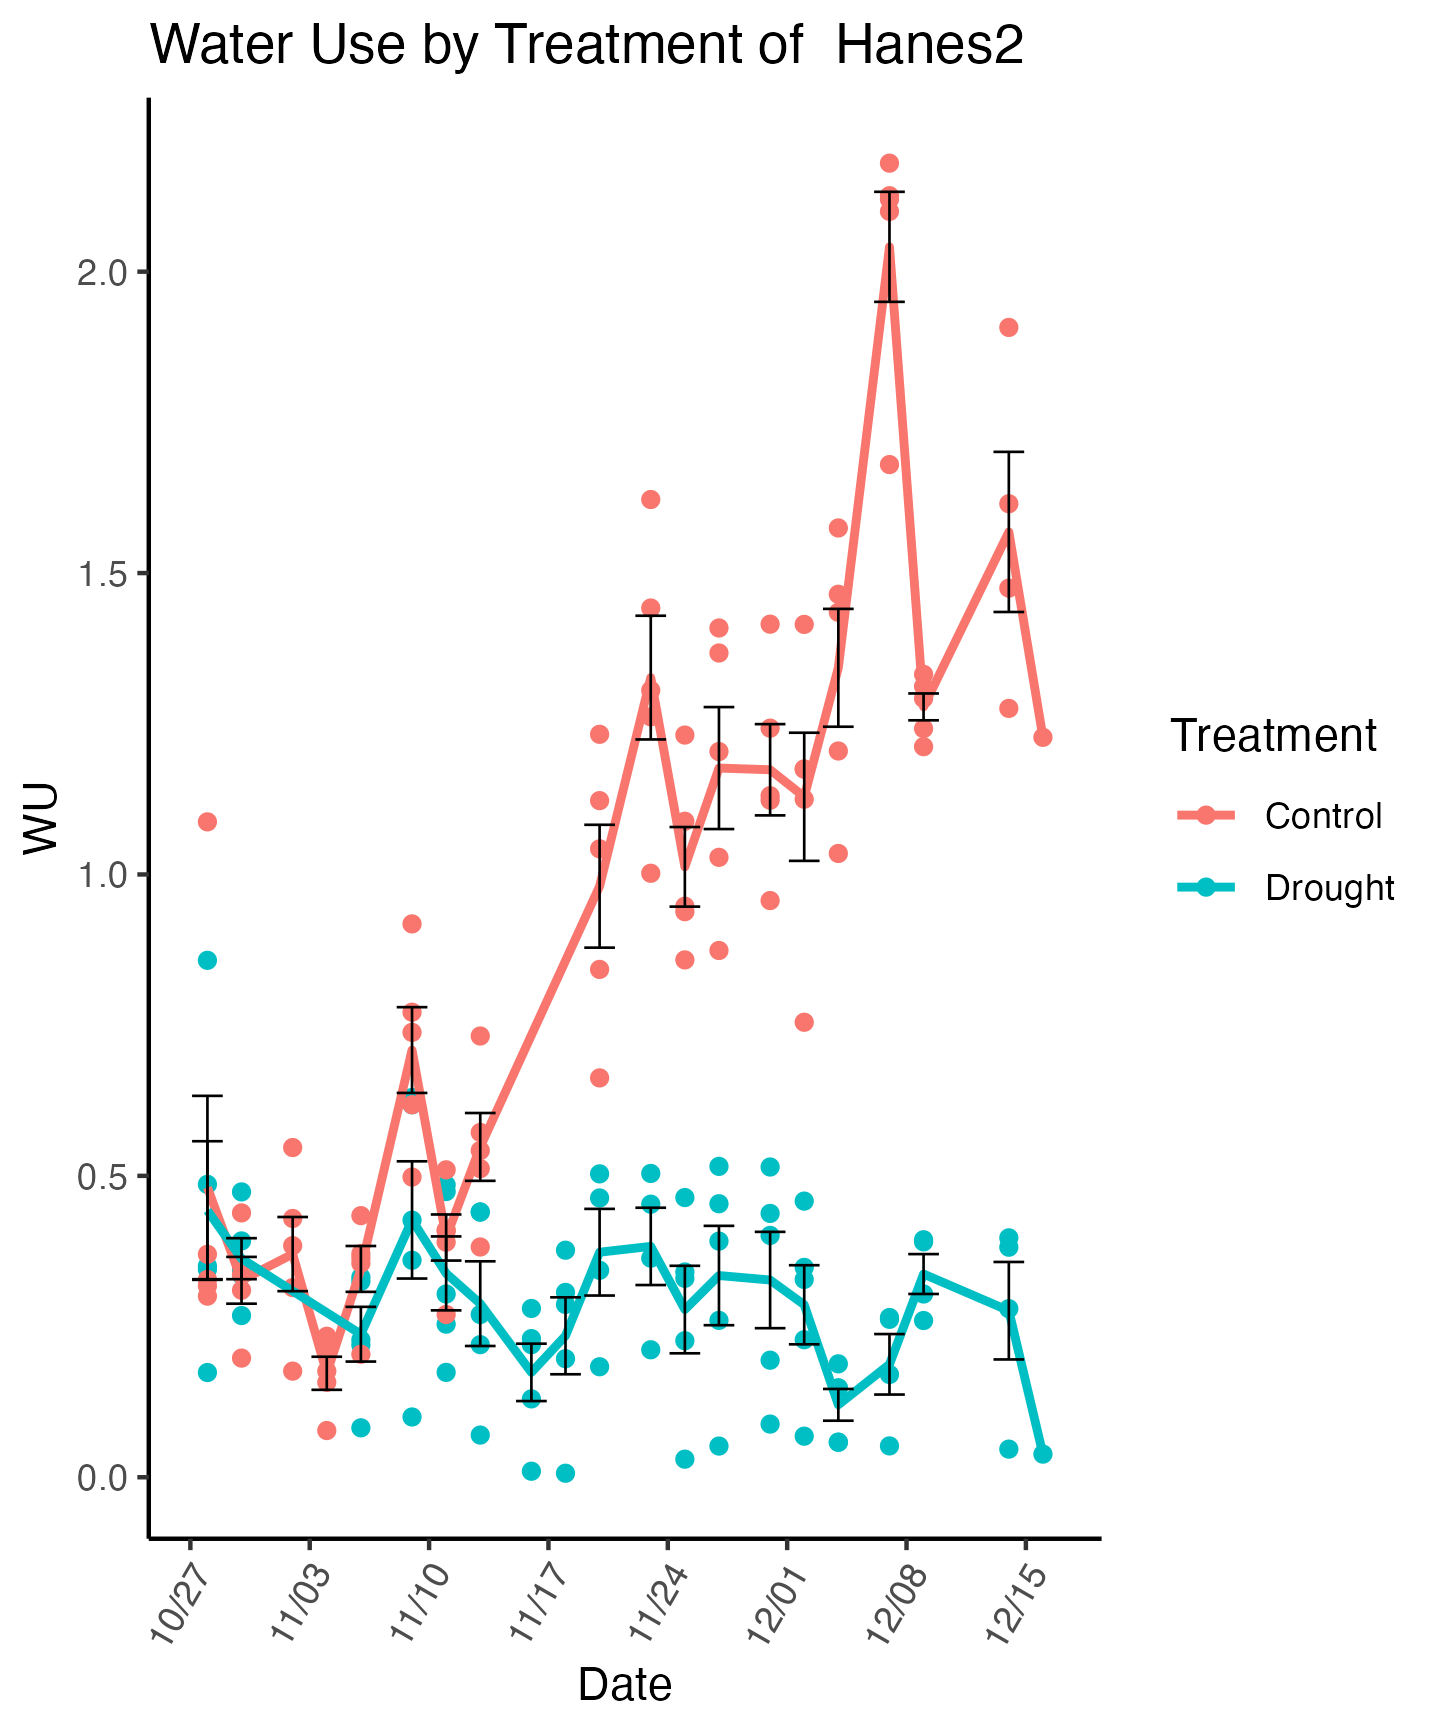 Water Use by Treatment of  Hanes2
WU
2.0
1.5
1.0
0.5
0.0
10/27
11/03
11/10
11/17
11/24
12/01
12/08
12/15
Date
Treatment
Control
Drought